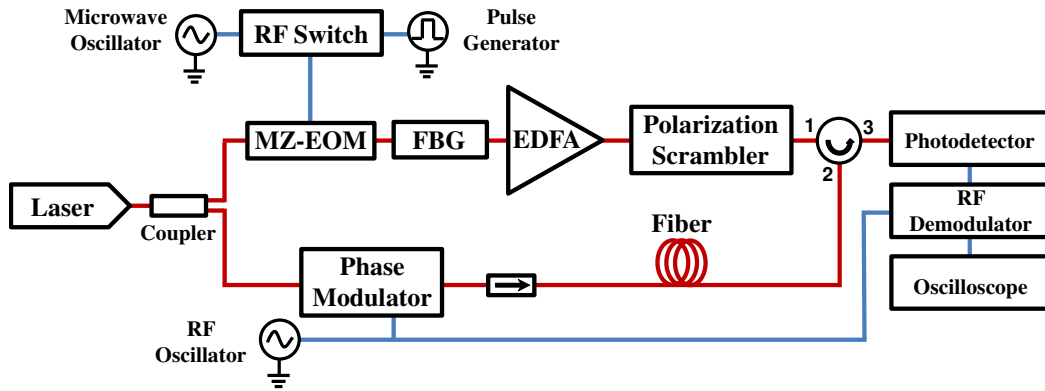 Microwave
Oscillator
RF Switch
Pulse
Generator
MZ-EOM
FBG
EDFA
Polarization
Scrambler
1
3
2
Photodetector
Laser
Coupler
RF
Demodulator
Fiber
Phase
Modulator
Oscilloscope
RF
Oscillator